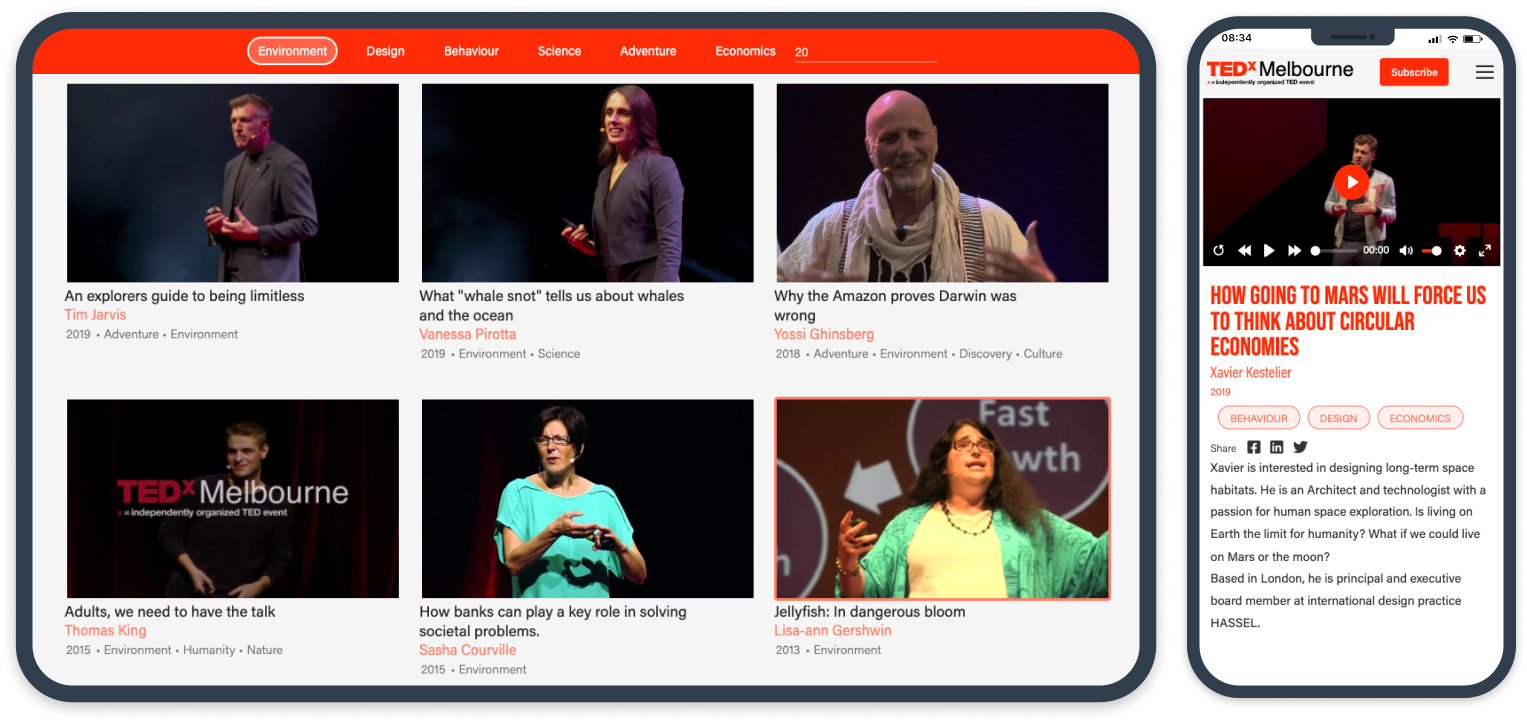 Environment Design Behaviour Science Adventure Economics 20
An explorers guide to being limitless
Tim Jarvis
2019 • Adventure • Environment
What "whale snot" tells us about whales
and the ocean
Vanessa Pirotta
2019 • Environment • Science
Why the Amazon proves Darwin was
wrong
Yossi Ghinsberg
2018 • Adventure • Environment • Discovery • Culture
TEDx Melbourne
x = independently organized TED event
Adults, we need to have the talk
Thomas King
2015 • Environment • Humanity • Nature
How banks can play a key role in solving
societal problems.
Sasha Courville
2015 • Environment
Fast
wth
n
Jellyfish: In dangerous bloom
Lisa-ann Gershwin
2013 • Environment
08:34
TEDx Melbourne
x = independently organized TED event
Subscribe
00:00
HOW GOING TO MARS WILL FORCE US
TO THINK ABOUT CIRCULAR
ECONOMIES
Xavier Kestelier
2019
BEHAVIOUR DESIGN ECONOMICS
Share
Xavier is interested in designing long-term space
habitats. He is an Architect and technologist with a
passion for human space exploration. Is living on
Earth the limit for humanity? What if we could live
on Mars or the moon?
Based in London, he is principal and executive
board member at international design practice
HASSEL.